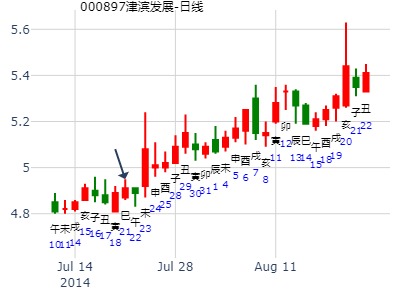 000897津滨发展-日线
5.6
5.4
5.2
5
4.8
午 未 戌 亥 子 丑 寅 巳 午 未 申 酉 子 丑 寅 卯 辰 未 申 酉 戌 亥 寅 卯 辰 巳 午 酉 戌 亥 子 丑
10 11 14 15 16 17 18 21 22 23 24 25 28 29 30 31 1 4 5 6 7 8 11 12 13 14 15 18 19 20 21 22
Jul 14 Jul 28 Aug 11
2014